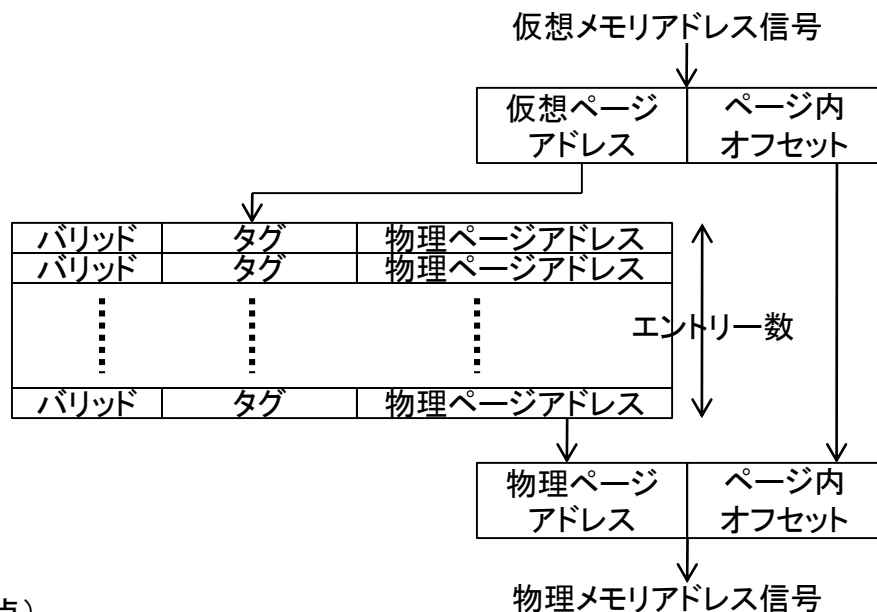 仮想メモリアドレス信号
仮想ページ
アドレス
ページ内
オフセット
バリッド タグ 物理ページアドレス
バリッド タグ 物理ページアドレス
エントリー数
バリッド タグ 物理ページアドレス
物理ページ
アドレス
ページ内
オフセット
物理メモリアドレス信号